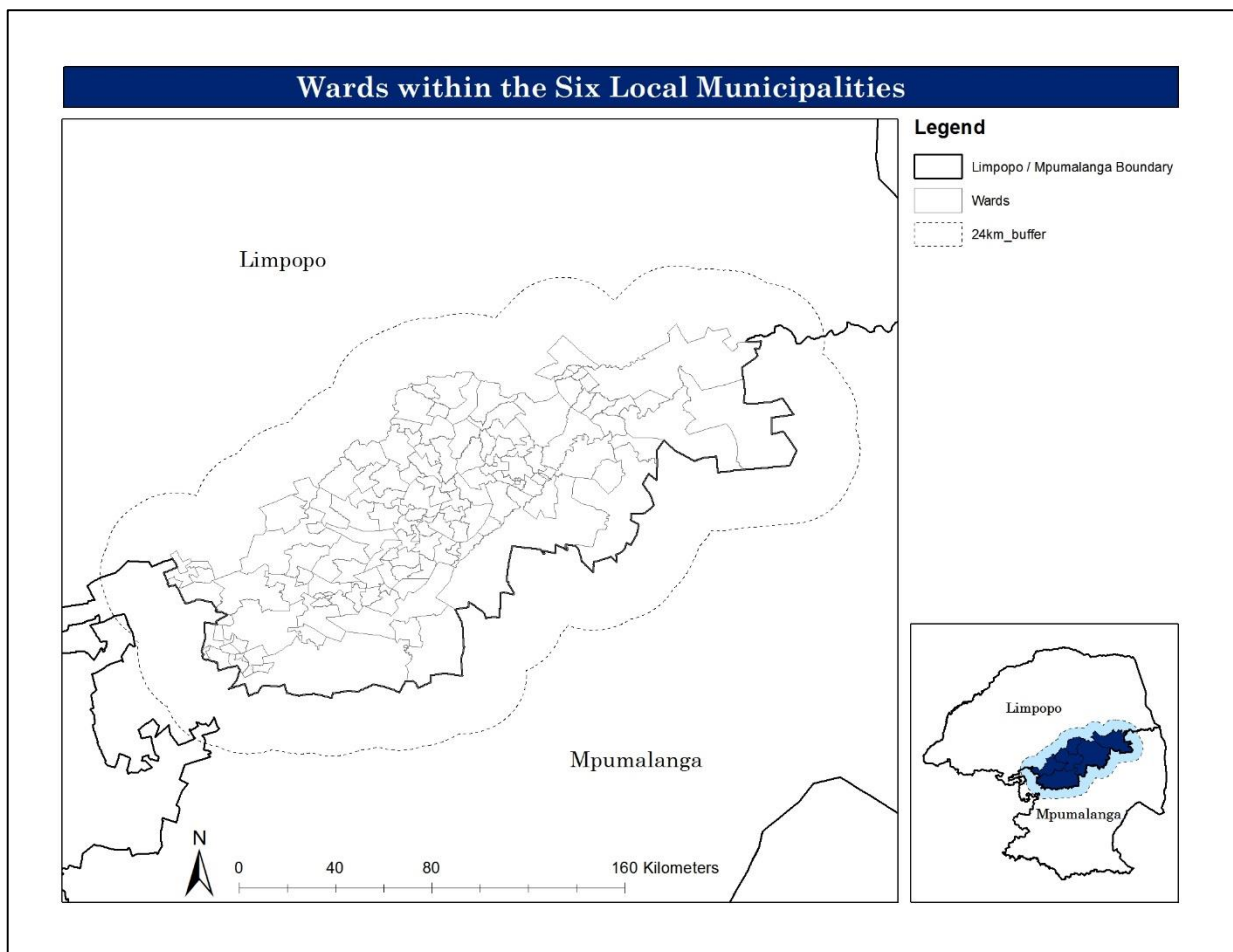 Wards within the Six Local Municipalities
Legend
Limpopo / Mpumalanga Boundary
Wards
24km_buffer
Limpopo
Mpumalanga
N
0 40 80 160 Kilometers
Limpopo
Mpumalanga